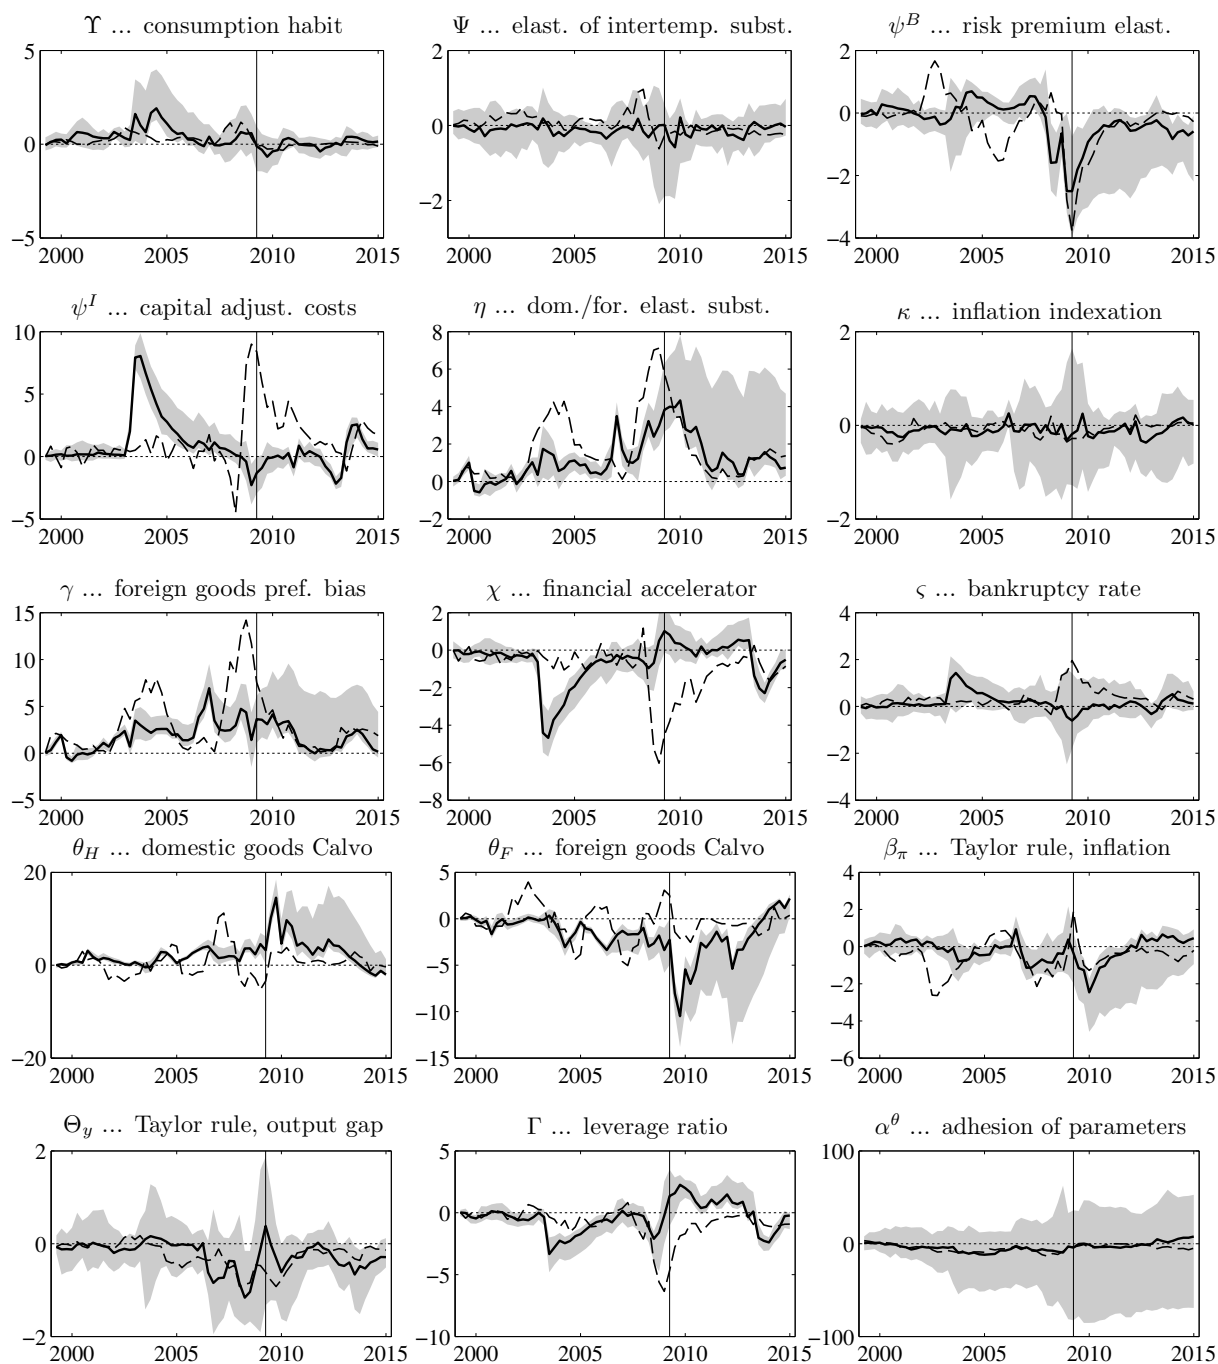 Υ ... consumption habit
Ψ ... elast. of intertemp. subst.
ψ^B ... risk premium elast.
5
0
−5
2000 2005 2010 2015
2
0
−2
2000 2005 2010 2015
2
0
−2
−4
2000 2005 2010 2015
ψ^I ... capital adjust. costs
η ... dom./for. elast. subst.
κ ... inflation indexation
10
5
0
−5
2000 2005 2010 2015
8
6
4
2
0
−2
2000 2005 2010 2015
2
0
−2
2000 2005 2010 2015
γ ... foreign goods pref. bias
χ ... financial accelerator
ς ... bankruptcy rate
15
10
5
0
−5
2000 2005 2010 2015
2
0
−2
−4
−6
−8
2000 2005 2010 2015
4
2
0
−2
−4
2000 2005 2010 2015
θ_H ... domestic goods Calvo
θ_F ... foreign goods Calvo
β_π ... Taylor rule, inflation
20
0
−20
2000 2005 2010 2015
5
0
−5
−10
−15
2000 2005 2010 2015
4
2
0
−2
−4
−6
2000 2005 2010 2015
Θ_y ... Taylor rule, output gap
Γ ... leverage ratio
α^θ ... adhesion of parameters
2
0
−2
2000 2005 2010 2015
5
0
−5
−10
2000 2005 2010 2015
100
0
−100
2000 2005 2010 2015